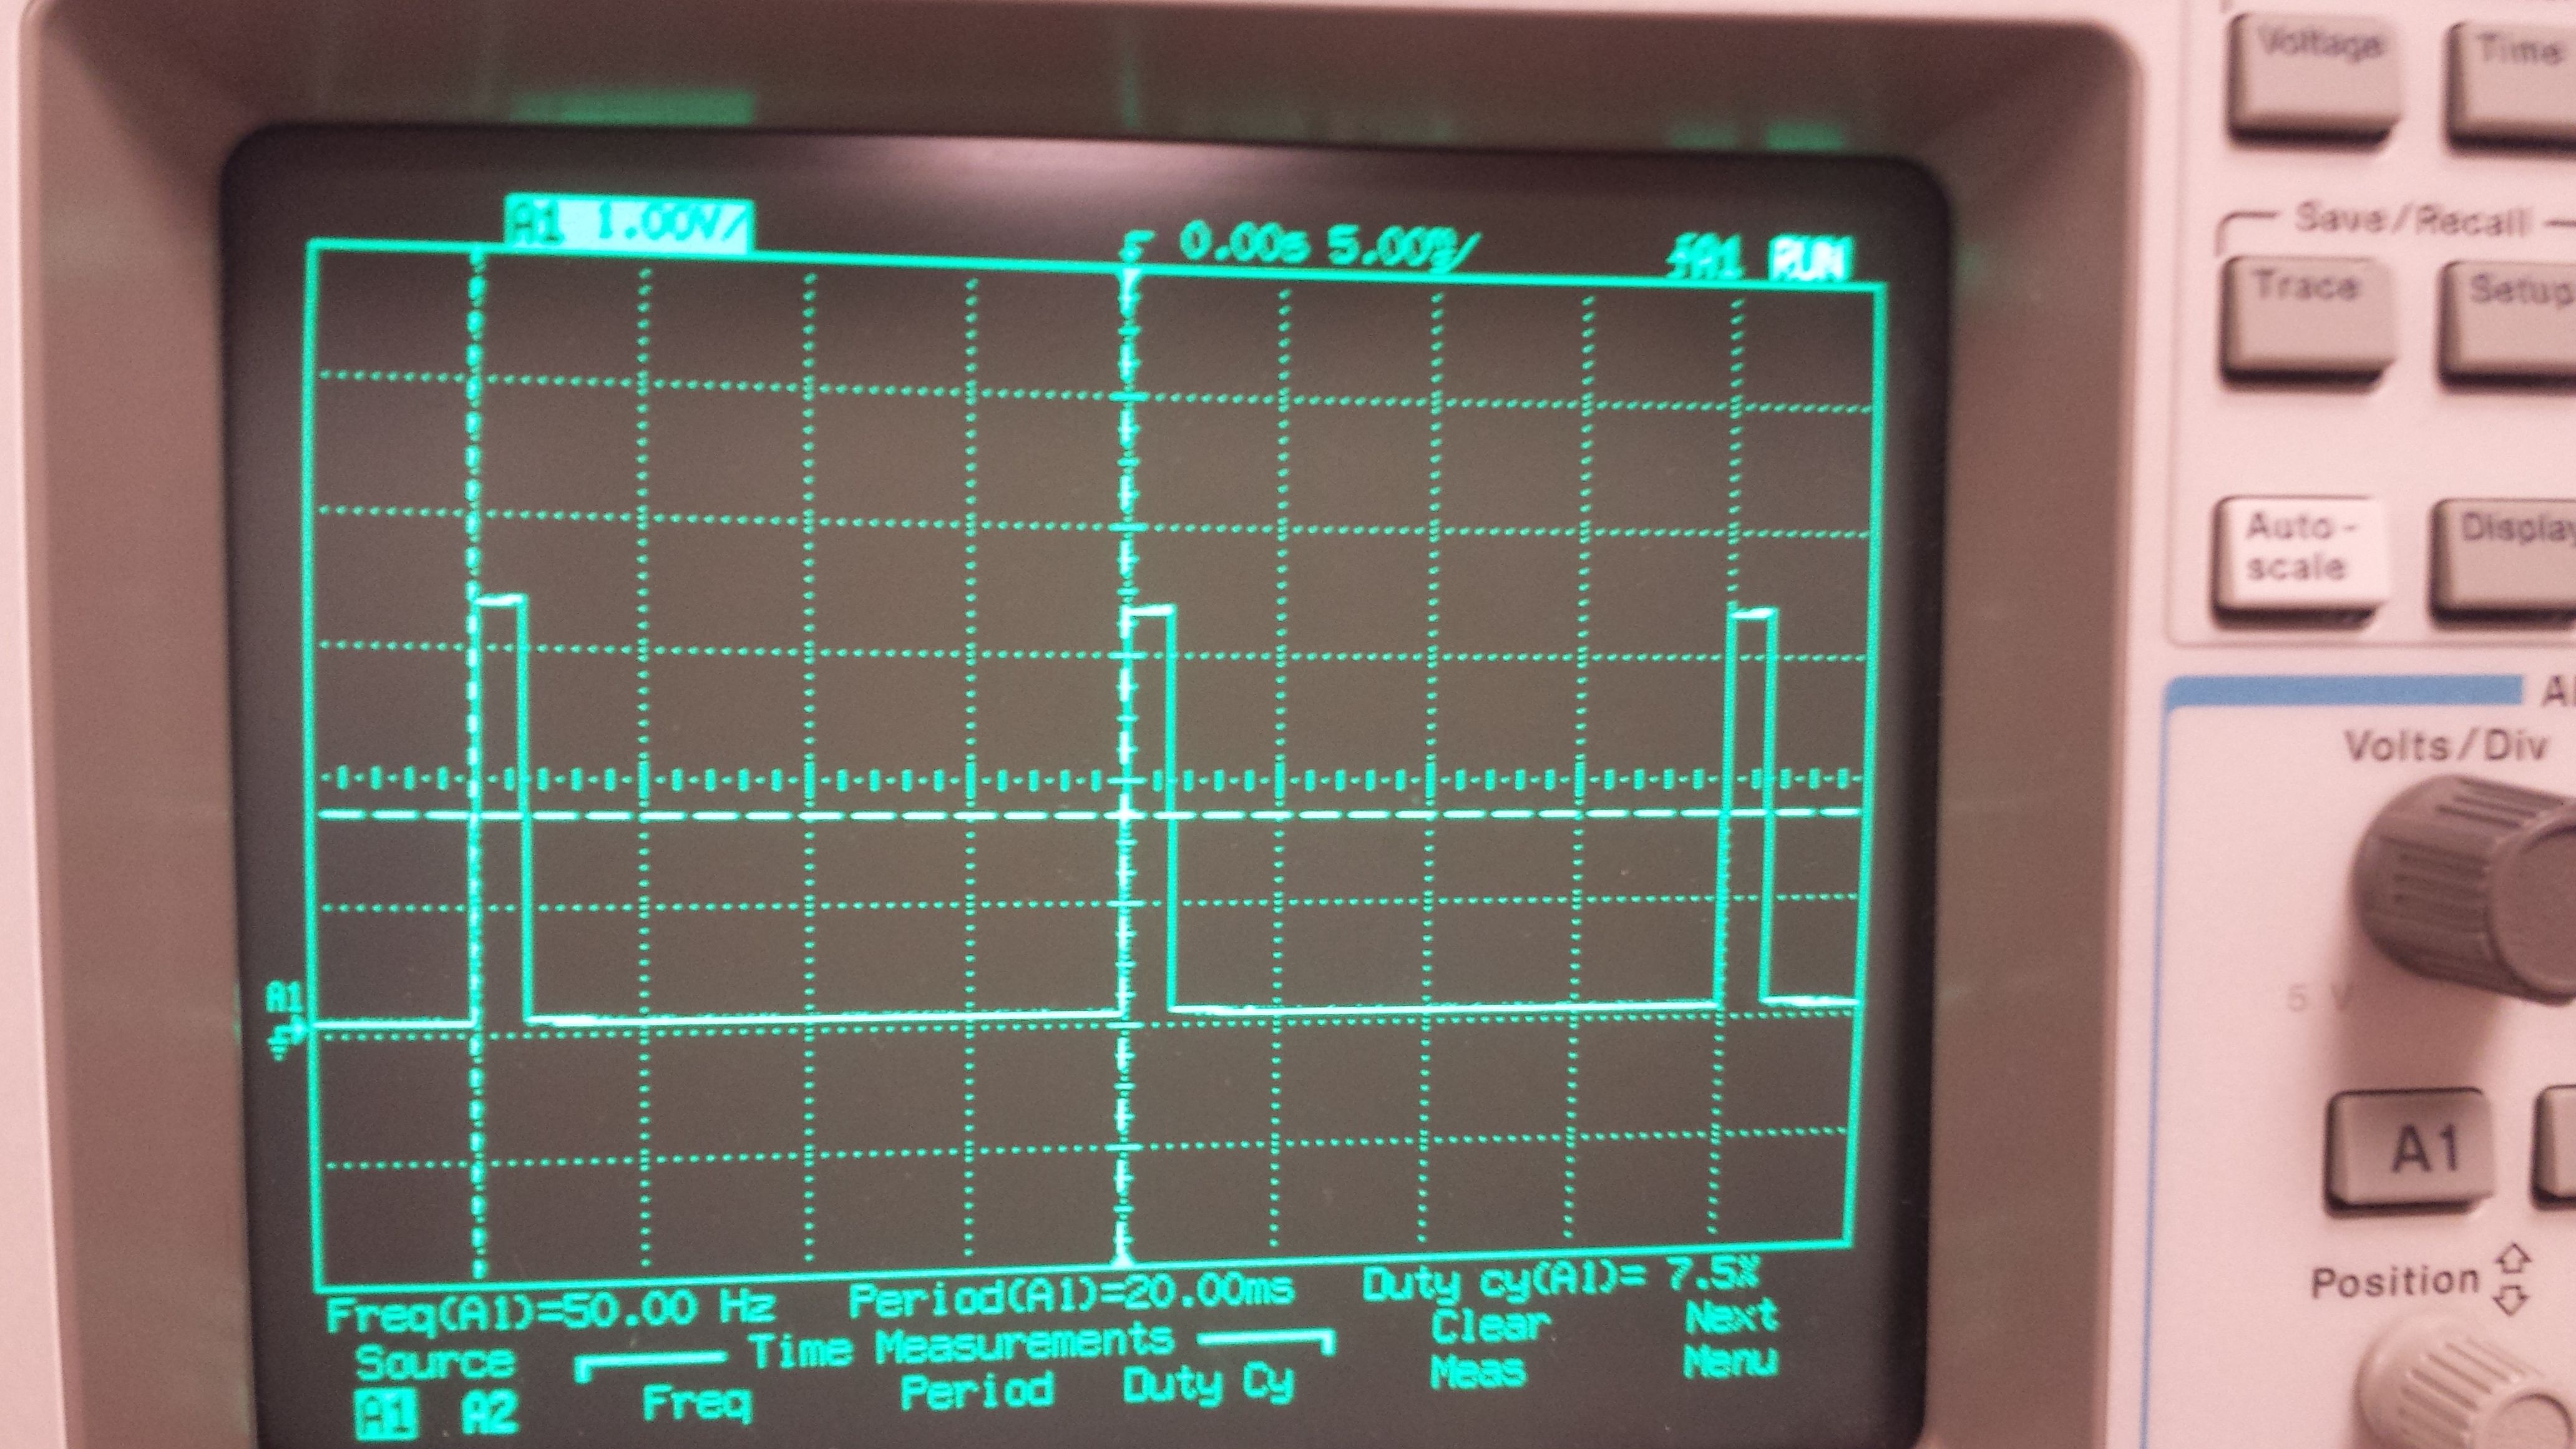 Voltage Time
Save/Recall
Trace Setup
Auto-
scale
Display
A1 1.00V/ 0.00s 5.00m/ A1 RUN
Volts/Div
A1
5 V
A1
Position
Freq(A1)=50.00 Hz Period(A1)=20.00ms Duty cy(A1)= 7.5%
Source Time Measurements Clear Next
A1 A2 Freq Period Duty Cy Meas Menu